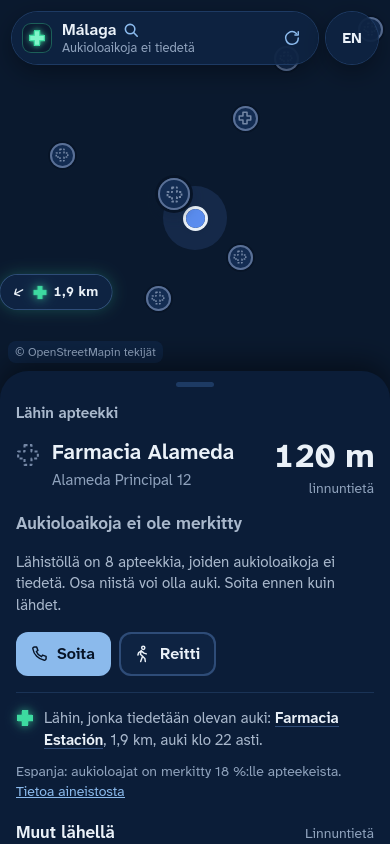 Málaga
Aukioloaikoja ei tiedetä
EN
1,9 km
© OpenStreetMapin tekijät
Lähin apteekki
Farmacia Alameda
120 m
Alameda Principal 12
linnuntietä
Aukioloaikoja ei ole merkitty
Lähistöllä on 8 apteekkia, joiden aukioloaikoja ei
tiedetä. Osa niistä voi olla auki. Soita ennen kuin
lähdet.
Soita
Reitti
Lähin, jonka tiedetään olevan auki: Farmacia
Estación, 1,9 km, auki klo 22 asti.
Espanja: aukioloajat on merkitty 18 %:lle apteekeista.
Tietoa aineistosta
Muut lähellä
Linnuntietä